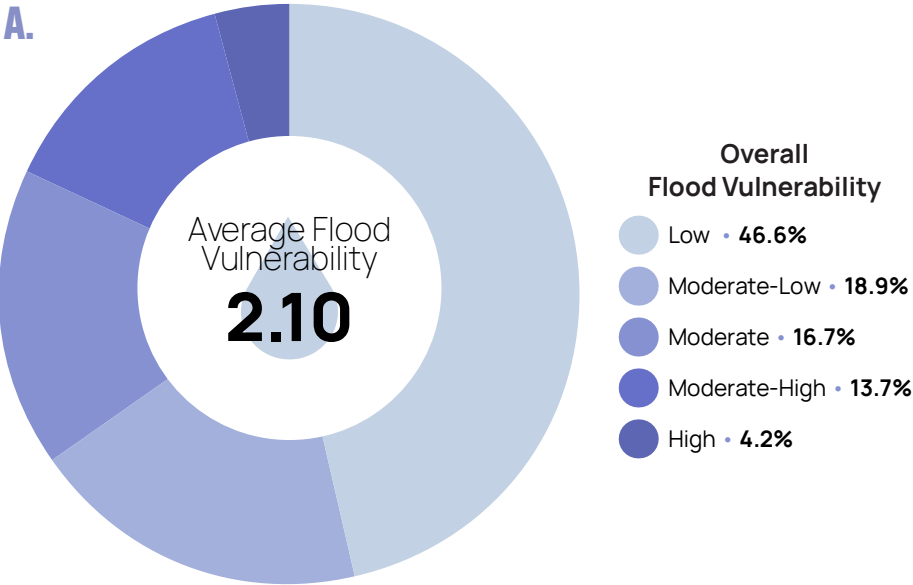 A.
Average Flood
Vulnerability
2.10
Overall
Flood Vulnerability
Low • 46.6%
Moderate-Low • 18.9%
Moderate • 16.7%
Moderate-High • 13.7%
High • 4.2%